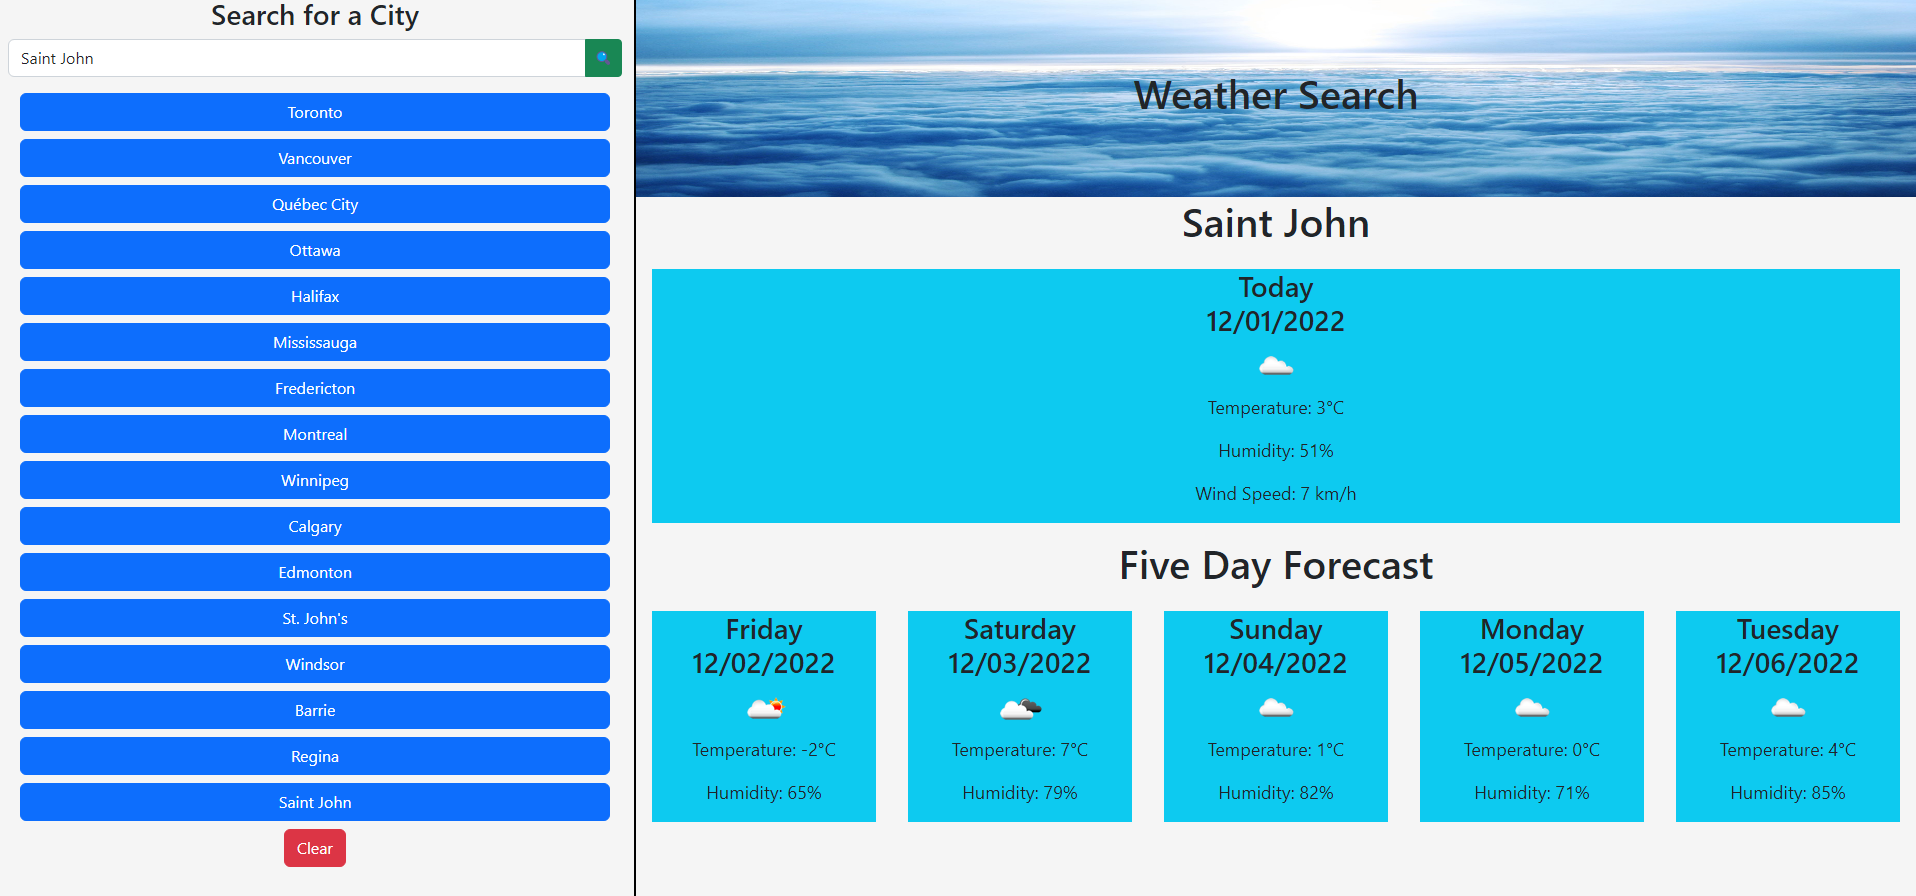 Search for a City
Saint John
Toronto
Vancouver
Québec City
Ottawa
Halifax
Mississauga
Fredericton
Montreal
Winnipeg
Calgary
Edmonton
St. John's
Windsor
Barrie
Regina
Saint John
Clear
Weather Search
Saint John
Today
12/01/2022
Temperature: 3°C
Humidity: 51%
Wind Speed: 7 km/h
Five Day Forecast
Friday
12/02/2022
Temperature: -2°C
Humidity: 65%
Saturday
12/03/2022
Temperature: 7°C
Humidity: 79%
Sunday
12/04/2022
Temperature: 1°C
Humidity: 82%
Monday
12/05/2022
Temperature: 0°C
Humidity: 71%
Tuesday
12/06/2022
Temperature: 4°C
Humidity: 85%